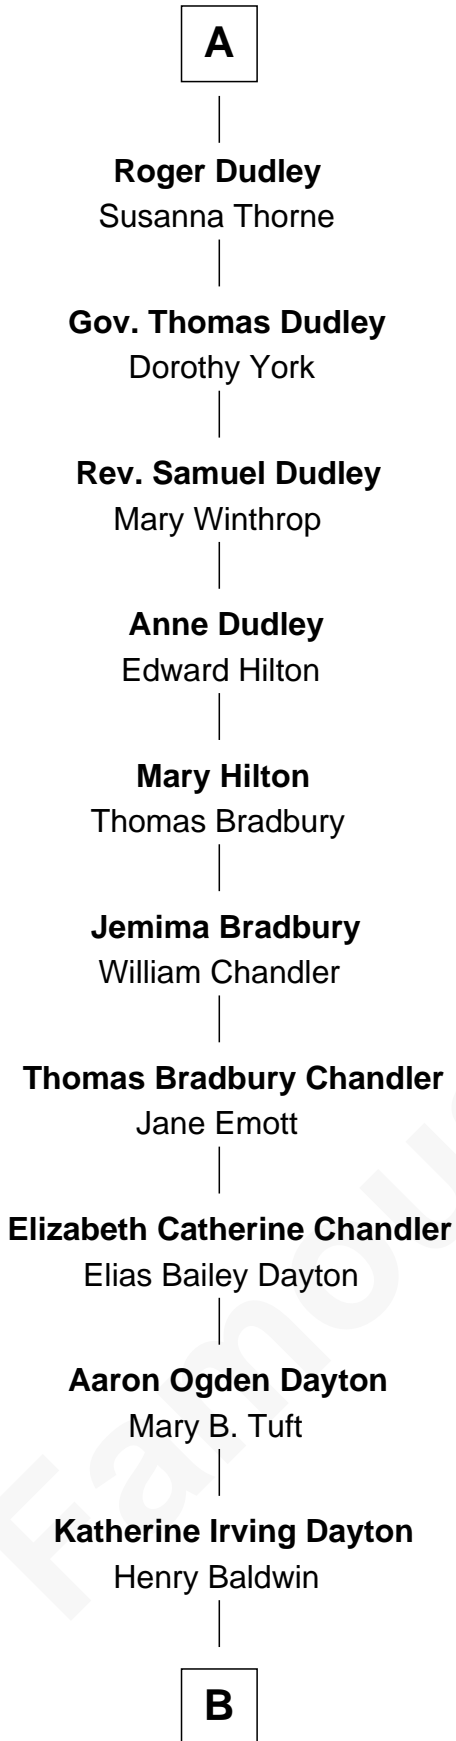 A
Roger Dudley
Susanna Thorne
Gov. Thomas Dudley
Dorothy York
Rev. Samuel Dudley
Mary Winthrop
Anne Dudley
Edward Hilton
Mary Hilton
Thomas Bradbury
Jemima Bradbury
William Chandler
Thomas Bradbury Chandler
Jane Emott
Elizabeth Catherine Chandler
Elias Bailey Dayton
Aaron Ogden Dayton
Mary B. Tuft
Katherine Irving Dayton
Henry Baldwin
B